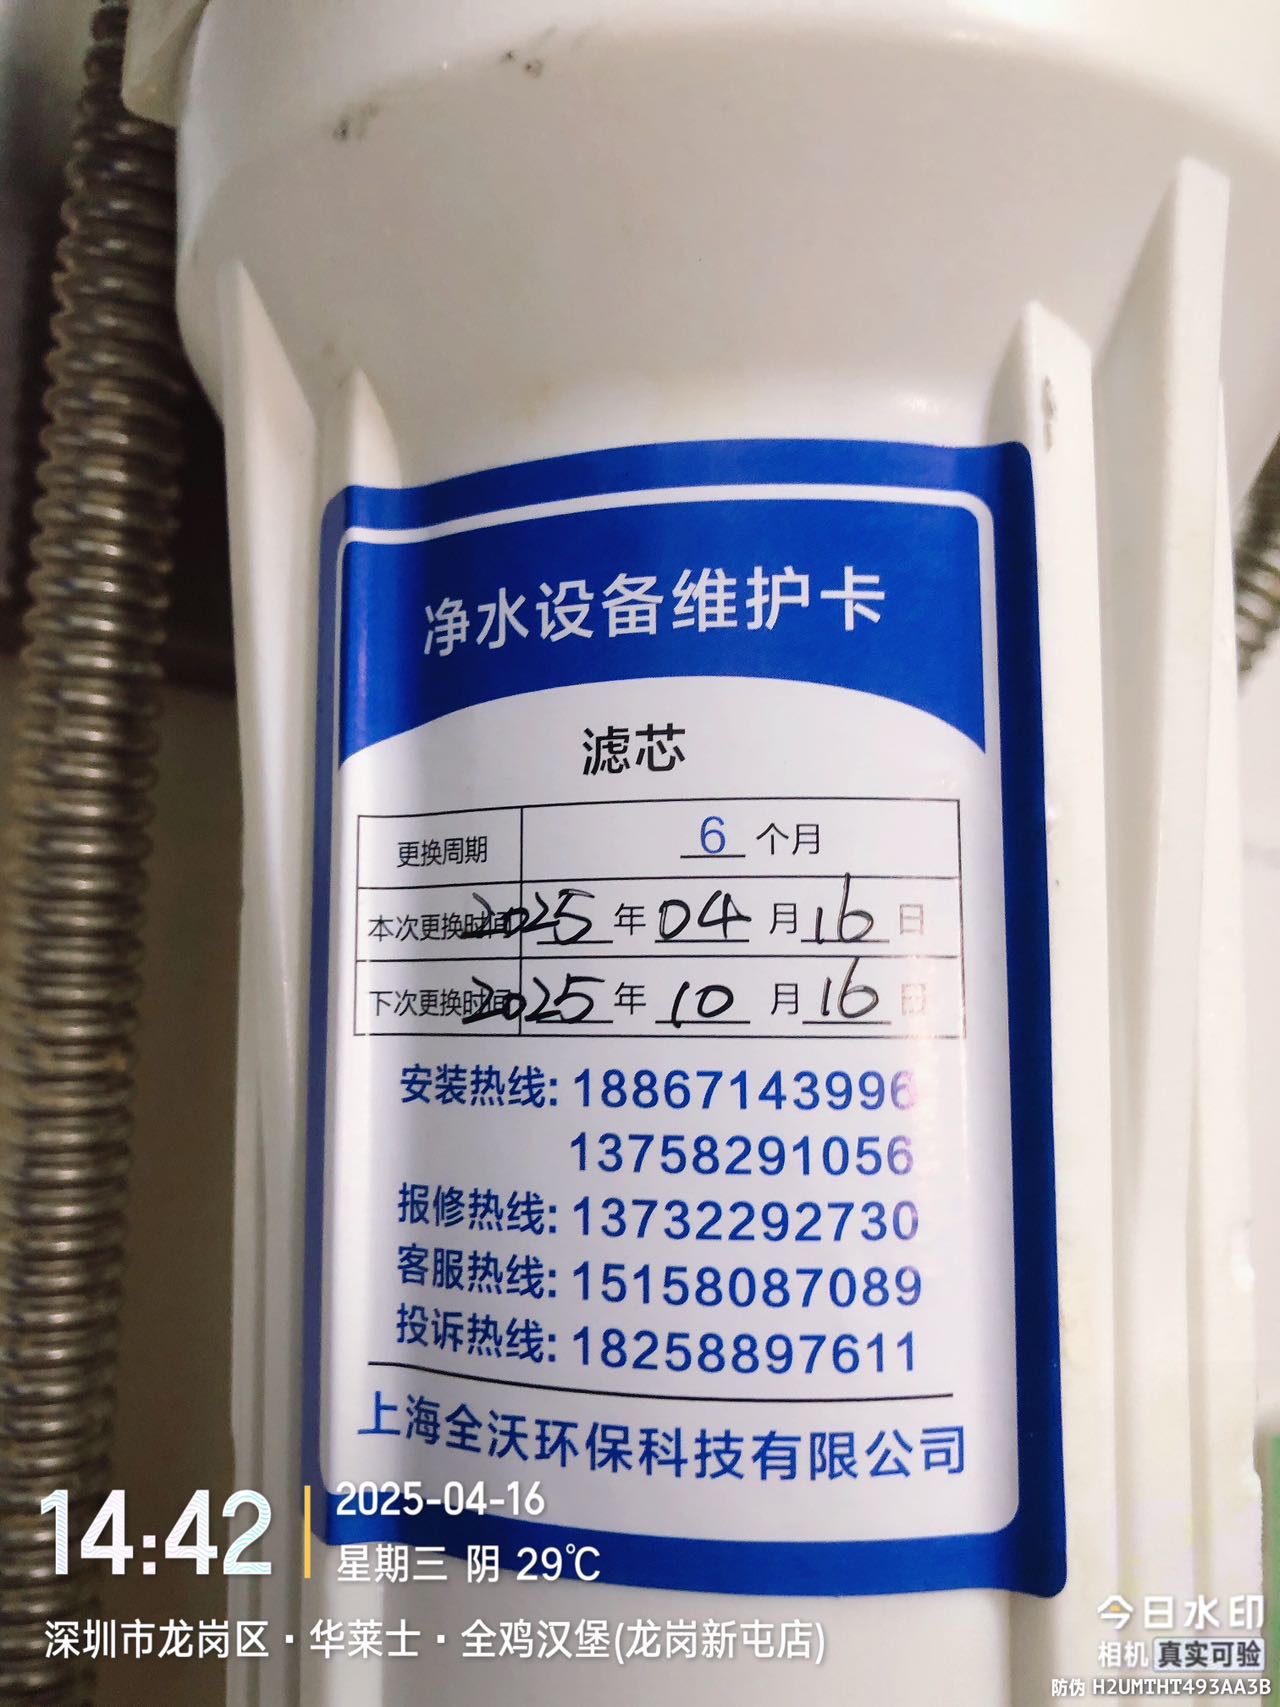 净水设备维护卡
滤芯
更换周期 6 个月
本次更换时间 2025 年 04 月 16 日
下次更换时间 2025 年 10 月 16 日
安装热线: 18867143996
13758291056
报修热线: 13732292730
客服热线: 15158087089
投诉热线: 18258897611
上海全沃环保科技有限公司
14:42
2025-04-16
星期三 阴 29℃
深圳市龙岗区·华莱士·全鸡汉堡(龙岗新屯店)
今日水印
相机 真实可验
防伪 H2UMTHT493AA3B